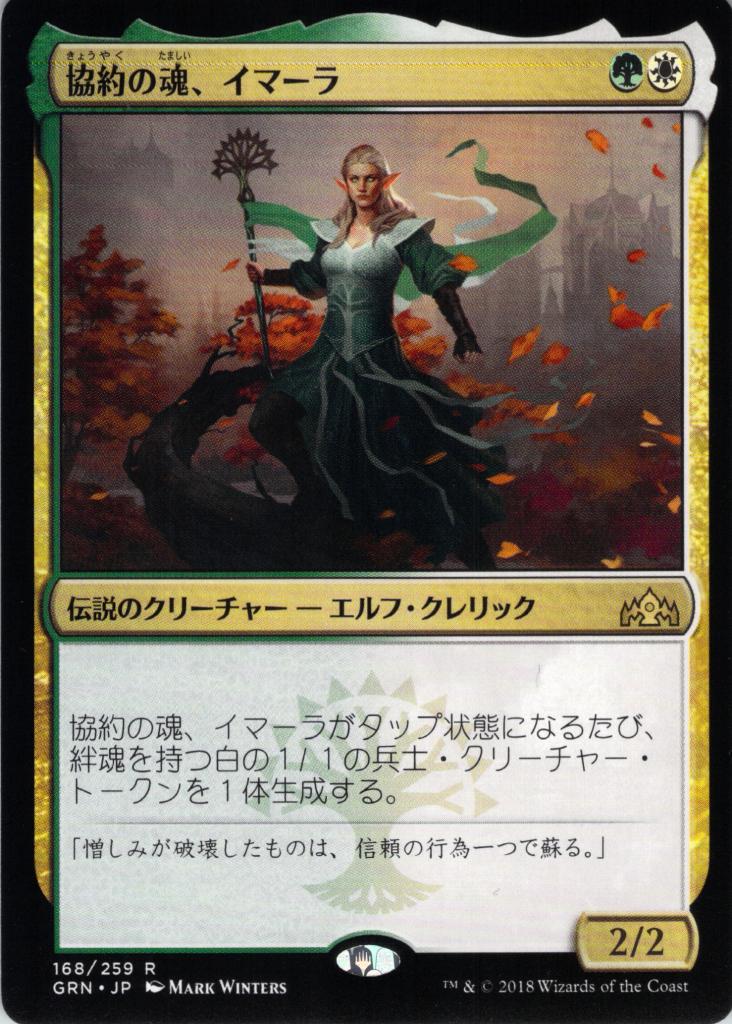 きょうやく たましい
協約の魂、イマーラ
伝説のクリーチャー ― エルフ・クレリック
協約の魂、イマーラがタップ状態になるたび、
絆魂を持つ白の1/1の兵士・クリーチャー・
トークンを1体生成する。
「憎しみが破壊したものは、信頼の行為一つで蘇る。」
2/2
168/259 R
GRN・JP MARK WINTERS
™ & © 2018 Wizards of the Coast